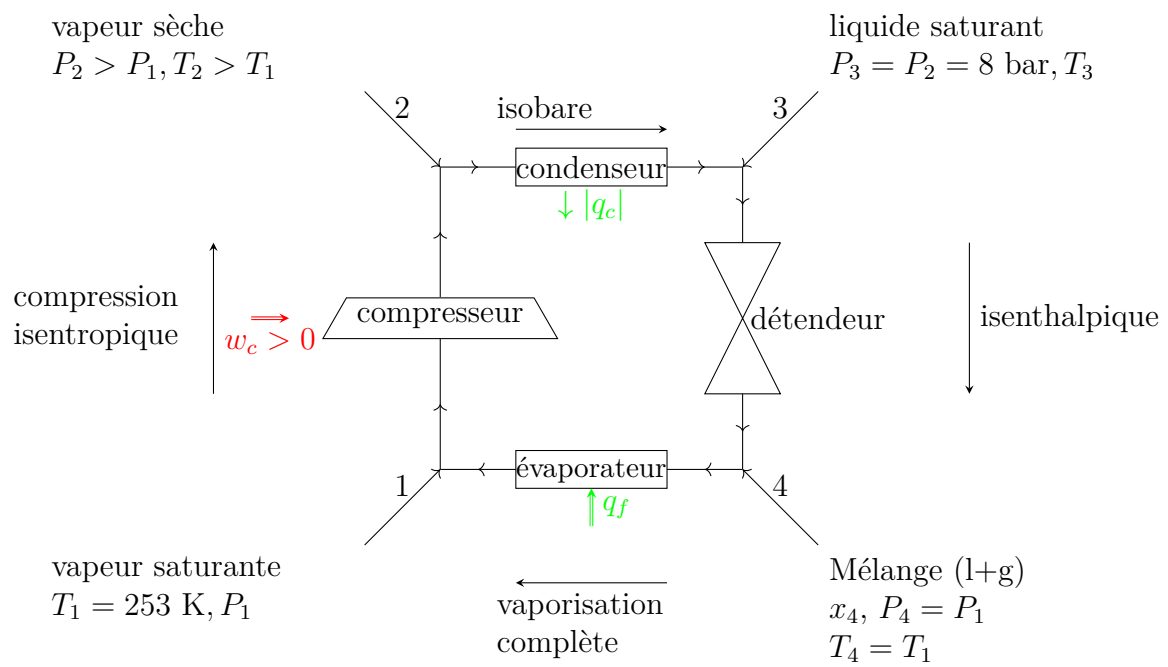 vapeur sèche
P₂ > P₁, T₂ > T₁
liquide saturant
P₃ = P₂ = 8 bar, T₃
2
isobare
3
condenseur
↓ |q_c|
compression
isentropique
w_c > 0
compresseur
détendeur
isenthalpique
évaporateur
q_f
1
4
vapeur saturante
T₁ = 253 K, P₁
vaporisation
complète
Mélange (l+g)
x₄, P₄ = P₁
T₄ = T₁